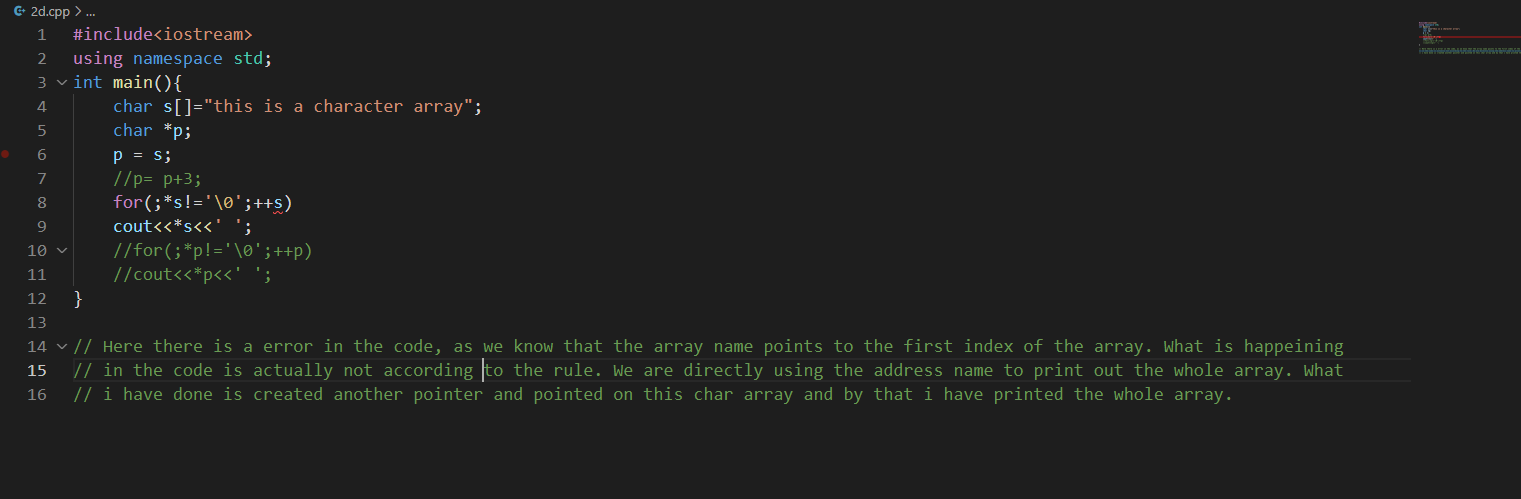 2d.cpp > ...
1 #include<iostream>
2 using namespace std;
3 int main(){
4 char s[]="this is a character array";
5 char *p;
6 p = s;
7 //p= p+3;
8 for(;*s!='\0';++s)
9 cout<<*s<<' ';
10 //for(;*p!='\0';++p)
11 //cout<<*p<<' ';
12 }
13
14 // Here there is a error in the code, as we know that the array name points to the first index of the array. What is happeining
15 // in the code is actually not according to the rule. We are directly using the address name to print out the whole array. What
16 // i have done is created another pointer and pointed on this char array and by that i have printed the whole array.